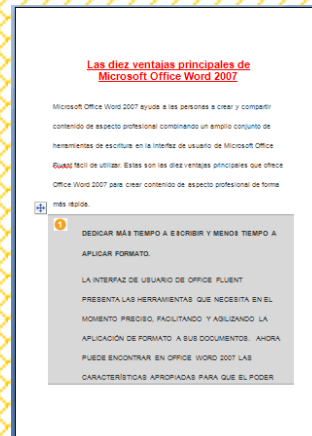 Las diez ventajas principales de
Microsoft Office Word 2007
Microsoft Office Word 2007 ayuda a las personas a crear y compartir
contenido de aspecto profesional combinando un amplio conjunto de
herramientas de escritura en la interfaz de usuario de Microsoft Office
Fluent fácil de utilizar. Estas son las diez ventajas principales que ofrece
Office Word 2007 para crear contenido de aspecto profesional de forma
más rápida.
1
DEDICAR MÁS TIEMPO A ESCRIBIR Y MENOS TIEMPO A
APLICAR FORMATO.
LA INTERFAZ DE USUARIO DE OFFICE FLUENT
PRESENTA LAS HERRAMIENTAS QUE NECESITA EN EL
MOMENTO PRECISO, FACILITANDO Y AGILIZANDO LA
APLICACIÓN DE FORMATO A SUS DOCUMENTOS. AHORA
PUEDE ENCONTRAR EN OFFICE WORD 2007 LAS
CARACTERÍSTICAS APROPIADAS PARA QUE EL PODER